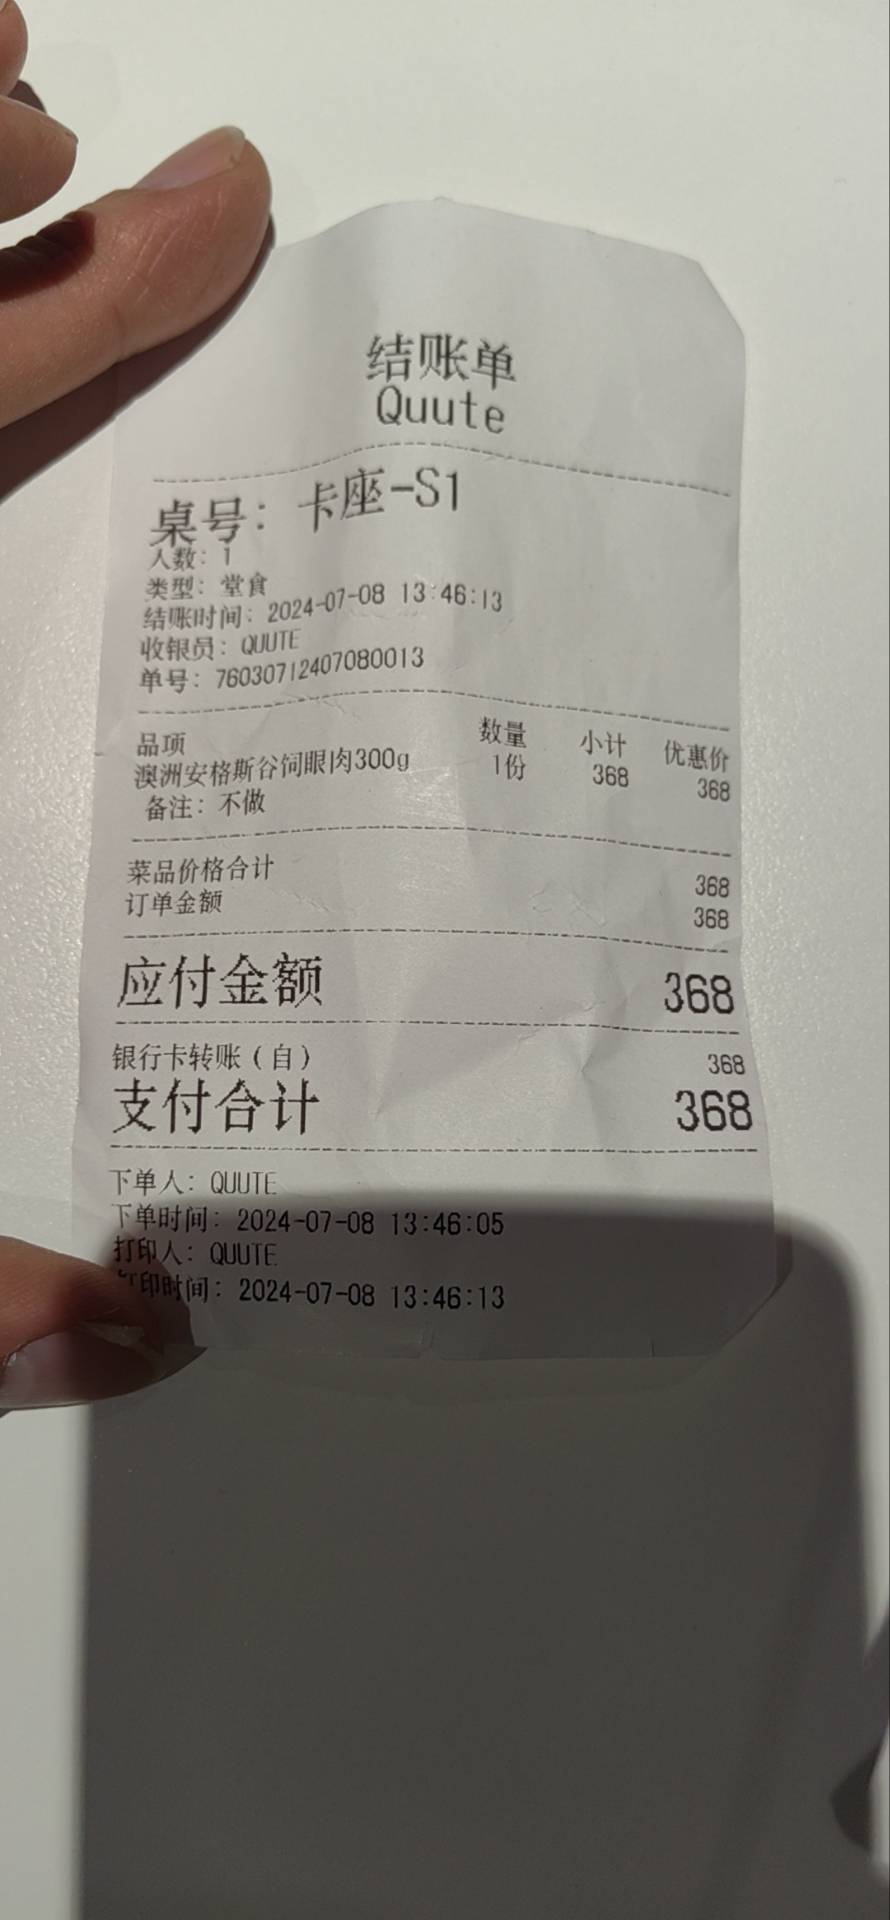 结账单
Quute
桌号：卡座-S1
人数：1
类型：堂食
结账时间：2024-07-08 13:46:13
收银员：QUUTE
单号：76030712407080013
品项 数量 小计 优惠价
澳洲安格斯谷饲眼肉300g 1份 368 368
备注：不做
菜品价格合计 368
订单金额 368
应付金额 368
银行卡转账（自） 368
支付合计 368
下单人：QUUTE
下单时间：2024-07-08 13:46:05
打印人：QUUTE
打印时间：2024-07-08 13:46:13